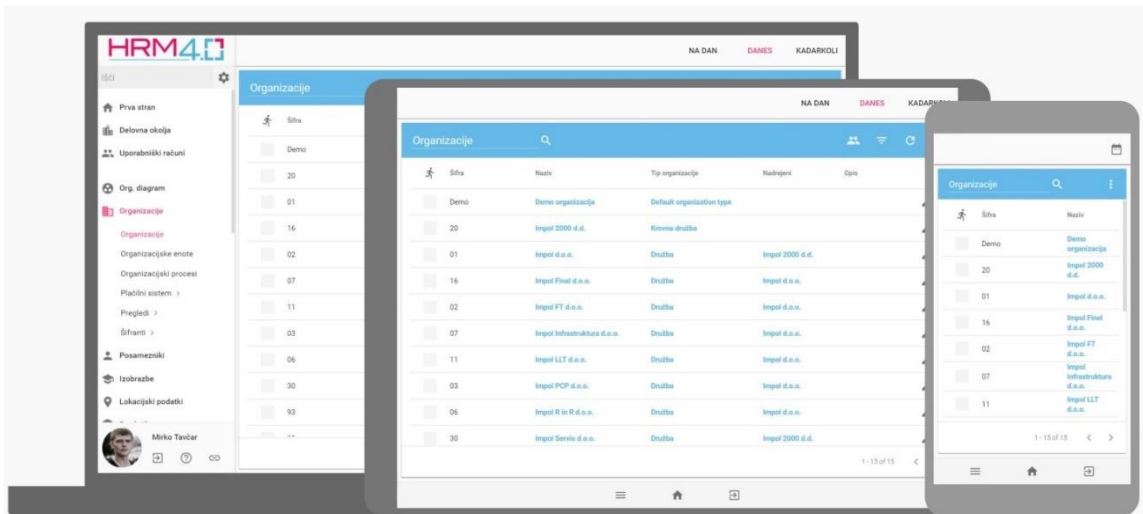 HRM4.0
NA DAN DANES KADARKOLI
Išči
Organizacije
Prva stran
Delovna okolja
Uporabniški računi
Org. diagram
Organizacije
Organizacije
Organizacijske enote
Organizacijski procesi
Plačilni sistem >
Pregledi >
Šifranti >
Posamezniki
Izobrazbe
Lokacijski podatki
Mirko Tavčar
Šifra
Demo
20
01
16
02
07
11
03
06
30
93
NA DAN DANES
Organizacije
Šifra Naziv Tip organizacije Nadrejeni Opis
Demo Demo organizacija Default organization type
20 Impol 2000 d.d. Krovna družba
01 Impol d.o.o. Družba Impol 2000 d.d.
16 Impol Final d.o.o. Družba Impol d.o.o.
02 Impol FT d.o.o. Družba Impol d.o.o.
07 Impol Infrastruktura d.o.o. Družba Impol d.o.o.
11 Impol LLT d.o.o. Družba Impol d.o.o.
03 Impol PCP d.o.o. Družba Impol d.o.o.
06 Impol R in R d.o.o. Družba Impol d.o.o.
30 Impol Servis d.o.o. Družba Impol 2000 d.d.
1 - 15 of 15 <
Organizacije
Šifra Naziv
Demo Demo
organizacija
20 Impol 2000
d.d.
01 Impol d.o.o.
16 Impol Final
d.o.o.
02 Impol FT
d.o.o.
07 Impol
Infrastruktura
d.o.o.
11 Impol LLT
d.o.o.
1 - 15 of 15 < >